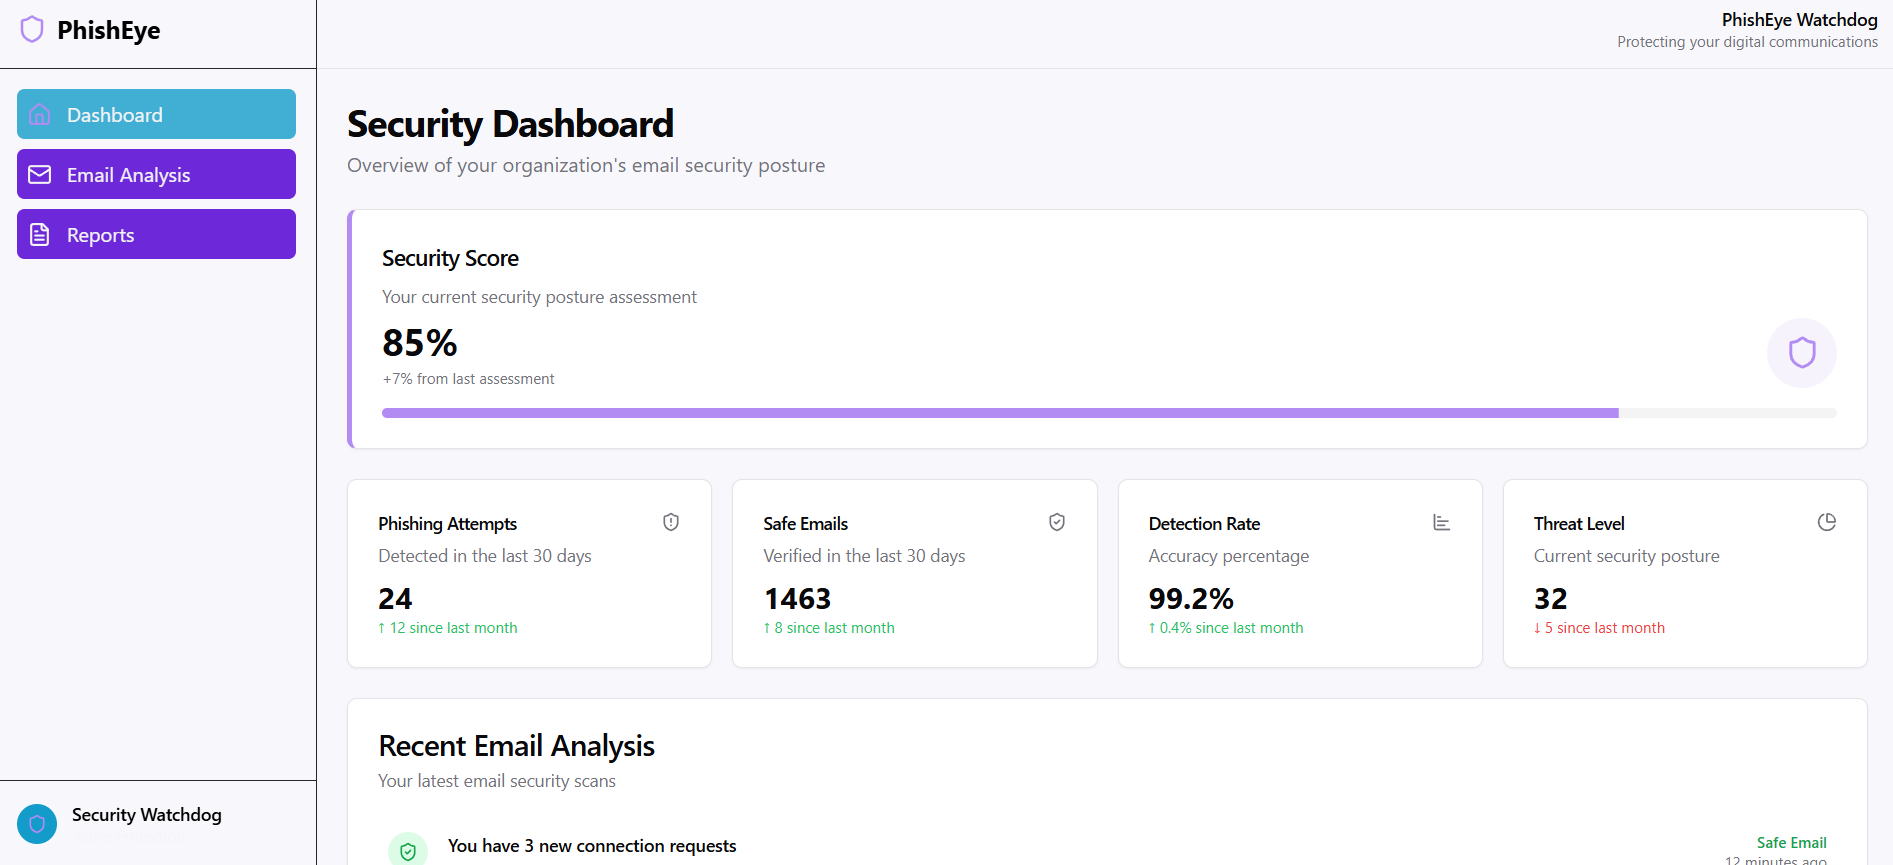 PhishEye
PhishEye Watchdog
Protecting your digital communications
Dashboard
Email Analysis
Reports
Security Dashboard
Overview of your organization's email security posture
Security Score
Your current security posture assessment
85%
+7% from last assessment
Phishing Attempts
Detected in the last 30 days
24
↑ 12 since last month
Safe Emails
Verified in the last 30 days
1463
↑ 8 since last month
Detection Rate
Accuracy percentage
99.2%
↑ 0.4% since last month
Threat Level
Current security posture
32
↓ 5 since last month
Recent Email Analysis
Your latest email security scans
You have 3 new connection requests
Safe Email
12 minutes ago
Security Watchdog